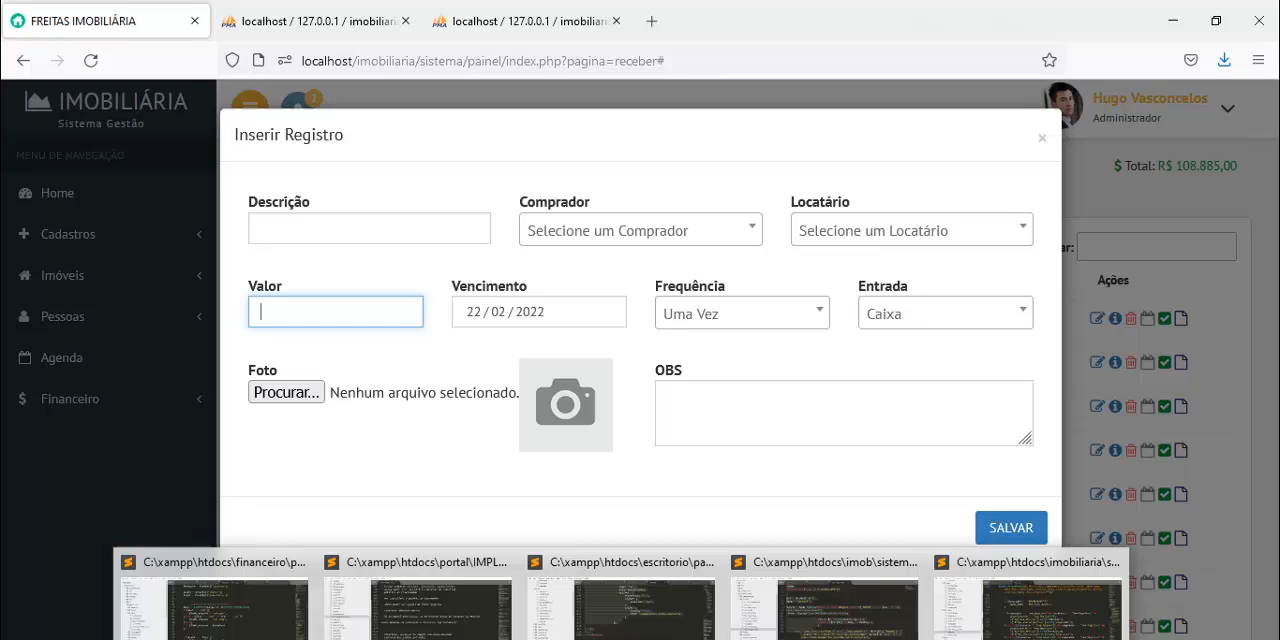 FREITAS IMOBILIÁRIA
localhost / 127.0.0.1 / imobiliari
localhost / 127.0.0.1 / imobiliari
localhost/imobiliaria/sistema/painel/index.php?pagina=receber#
IMOBILIÁRIA
Sistema Gestão
2
Hugo Vasconcelos
Administrador
MENU DE NAVEGAÇÃO
Inserir Registro
×
$ Total: R$ 108.885,00
Home
Cadastros
Imóveis
Pessoas
Agenda
Financeiro
Descrição
Comprador
Locatário
Selecione um Comprador
Selecione um Locatário
ar:
Ações
Valor
Vencimento
Frequência
Entrada
22 / 02 / 2022
Uma Vez
Caixa
Foto
OBS
Procurar... Nenhum arquivo selecionado.
SALVAR
C:\xampp\htdocs\financeiro\p...
C:\xampp\htdocs\portal\IMPL...
C:\xampp\htdocs\escritorio\pa...
C:\xampp\htdocs\imob\sistem...
C:\xampp\htdocs\imobiliaria\s...